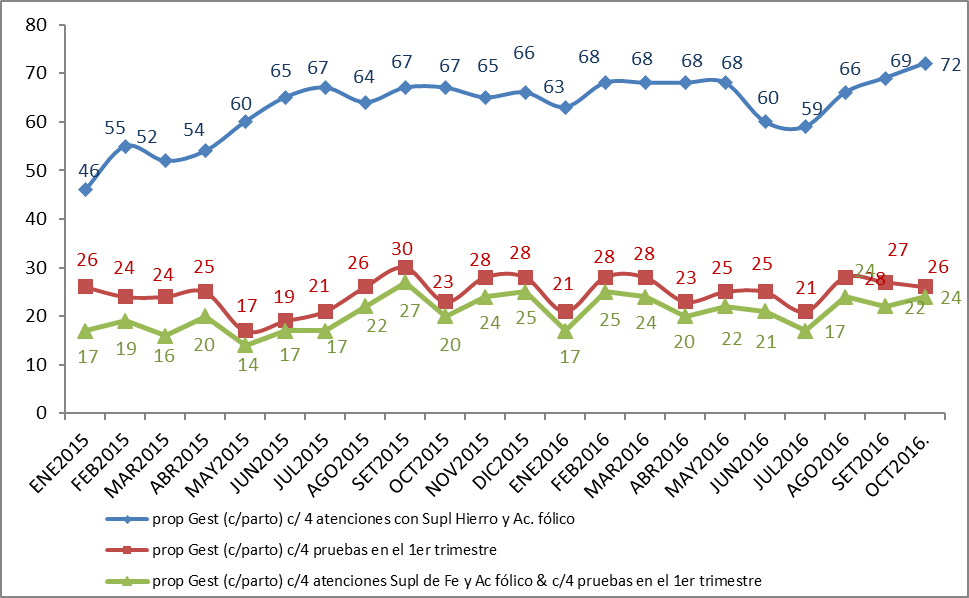 80
70
60
50
40
30
20
10
0
46 55 52 54 60 65 67 64 67 67 65 66 63 68 68 68 68 60 59 66 69 72
26 24 24 25 17 19 21 26 30 23 28 28 21 28 28 23 25 25 21 28 27 26
17 19 16 20 14 17 17 22 27 20 24 25 17 25 24 20 22 21 17 24 22 24
ENE2015 FEB2015 MAR2015 ABR2015 MAY2015 JUN2015 JUL2015 AGO2015 SET2015 OCT2015 NOV2015 DIC2015 ENE2016 FEB2016 MAR2016 ABR2016 MAY2016 JUN2016 JUL2016 AGO2016 SET2016 OCT2016.
prop Gest (c/parto) c/ 4 atenciones con Supl Hierro y Ac. fólico
prop Gest (c/parto) c/4 pruebas en el 1er trimestre
prop Gest (c/parto) c/4 atenciones Supl de Fe y Ac fólico & c/4 pruebas en el 1er trimestre